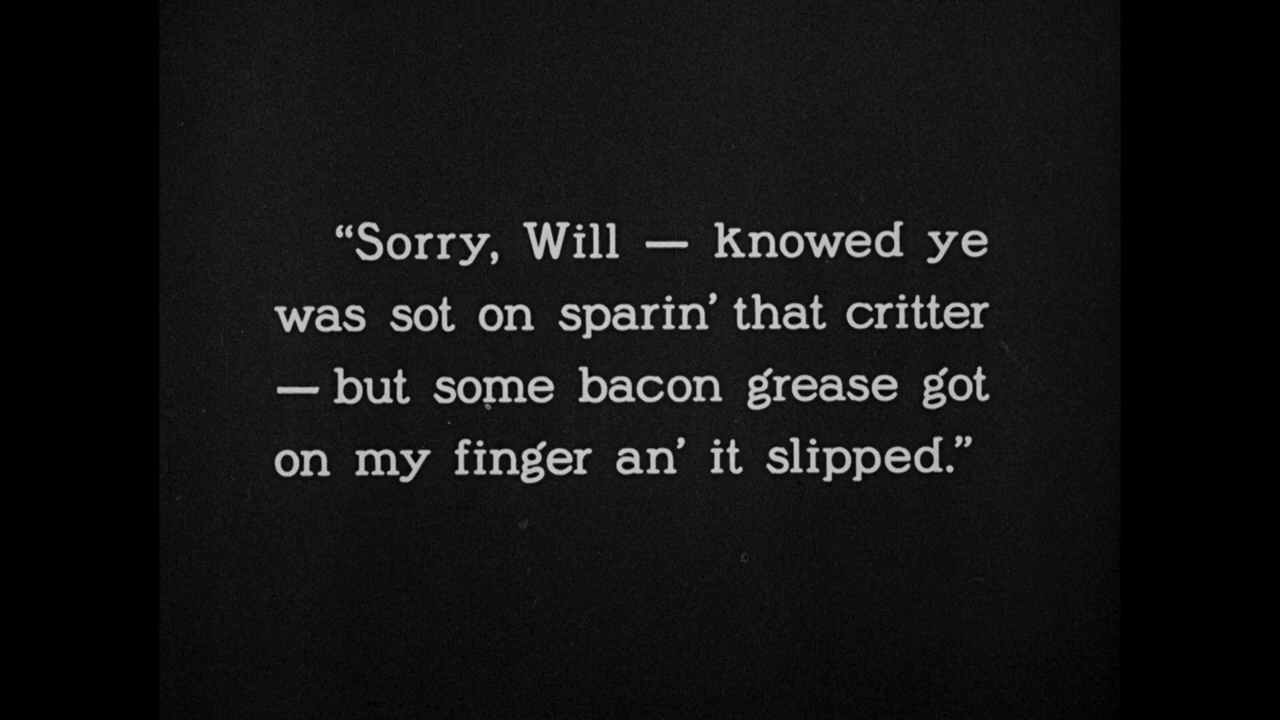 “Sorry, Will — knowed ye
was sot on sparin’ that critter
— but some bacon grease got
on my finger an’ it slipped.”